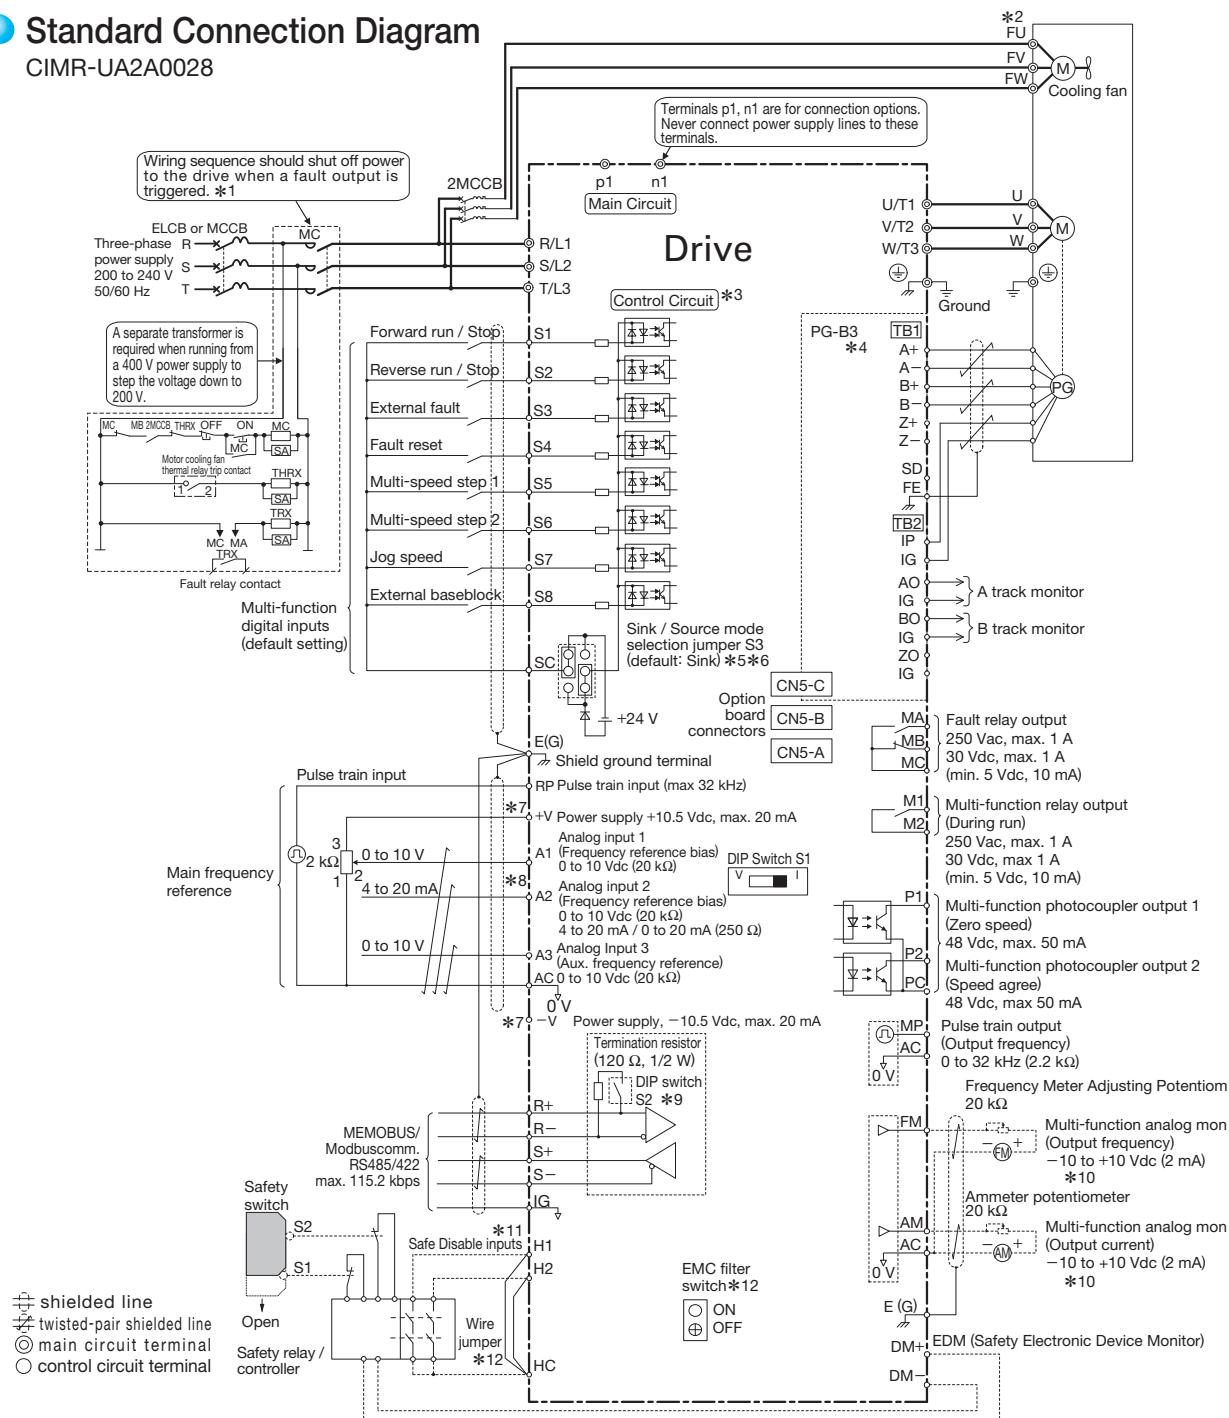 Standard Connection Diagram
CIMR-UA2A0028
✱2
FU
FV
FW
M
Cooling fan
Terminals p1, n1 are for connection options.
Never connect power supply lines to these
terminals.
Wiring sequence should shut off power
to the drive when a fault output is
triggered. ✱1
2MCCB
p1
n1
Main Circuit
Drive
U/T1
V/T2
W/T3
U
V
W
M
Ground
ELCB or MCCB
MC
Three-phase
power supply
200 to 240 V
50/60 Hz
R
S
T
R/L1
S/L2
T/L3
Control Circuit ✱3
A separate transformer is
required when running from
a 400 V power supply to
step the voltage down to
200 V.
MC
MB
2MCCB
THRX
OFF
ON
MC
MC
SA
Motor cooling fan
thermal relay trip contact
1
2
THRX
SA
TRX
SA
MC
MA
TRX
Fault relay contact
Forward run / Stop
S1
Reverse run / Stop
S2
External fault
S3
Fault reset
S4
Multi-speed step 1
S5
Multi-speed step 2
S6
Jog speed
S7
External baseblock
S8
Multi-function
digital inputs
(default setting)
SC
Sink / Source mode
selection jumper S3
(default: Sink) ✱5✱6
+24 V
PG-B3
✱4
TB1
A+
A−
B+
B−
Z+
Z−
SD
FE
PG
TB2
IP
IG
AO
IG
A track monitor
BO
IG
B track monitor
ZO
IG
Option
board
connectors
CN5-C
CN5-B
CN5-A
E(G)
Shield ground terminal
MA
MB
MC
Fault relay output
250 Vac, max. 1 A
30 Vdc, max. 1 A
(min. 5 Vdc, 10 mA)
M1
M2
Multi-function relay output
(During run)
250 Vac, max. 1 A
30 Vdc, max 1 A
(min. 5 Vdc, 10 mA)
Pulse train input
RP Pulse train input (max 32 kHz)
✱7
+V Power supply +10.5 Vdc, max. 20 mA
Main frequency
reference
2 kΩ
3
2
1
0 to 10 V
A1
Analog input 1
(Frequency reference bias)
0 to 10 Vdc (20 kΩ)
✱8
4 to 20 mA
A2
Analog input 2
(Frequency reference bias)
0 to 10 Vdc (20 kΩ)
4 to 20 mA / 0 to 20 mA (250 Ω)
DIP Switch S1
V
I
0 to 10 V
A3
Analog Input 3
(Aux. frequency reference)
0 to 10 Vdc (20 kΩ)
AC
0 V
✱7
−V
Power supply, −10.5 Vdc, max. 20 mA
P1
Multi-function photocoupler output 1
(Zero speed)
48 Vdc, max. 50 mA
P2
PC
Multi-function photocoupler output 2
(Speed agree)
48 Vdc, max 50 mA
MP
AC
0 V
Pulse train output
(Output frequency)
0 to 32 kHz (2.2 kΩ)
Termination resistor
(120 Ω, 1/2 W)
DIP switch
S2 ✱9
MEMOBUS/
Modbuscomm.
RS485/422
max. 115.2 kbps
R+
R−
S+
S−
IG
Frequency Meter Adjusting Potentiom
20 kΩ
FM
− FM +
Multi-function analog mon
(Output frequency)
−10 to +10 Vdc (2 mA)
✱10
Ammeter potentiometer
20 kΩ
AM
AC
0 V
− AM +
Multi-function analog mon
(Output current)
−10 to +10 Vdc (2 mA)
✱10
E (G)
Safety
switch
S2
S1
Open
Safety relay /
controller
✱11
Safe Disable inputs
H1
H2
HC
Wire
jumper
✱12
EMC filter
switch✱12
ON
OFF
DM+
DM−
EDM (Safety Electronic Device Monitor)
shielded line
twisted-pair shielded line
main circuit terminal
control circuit terminal